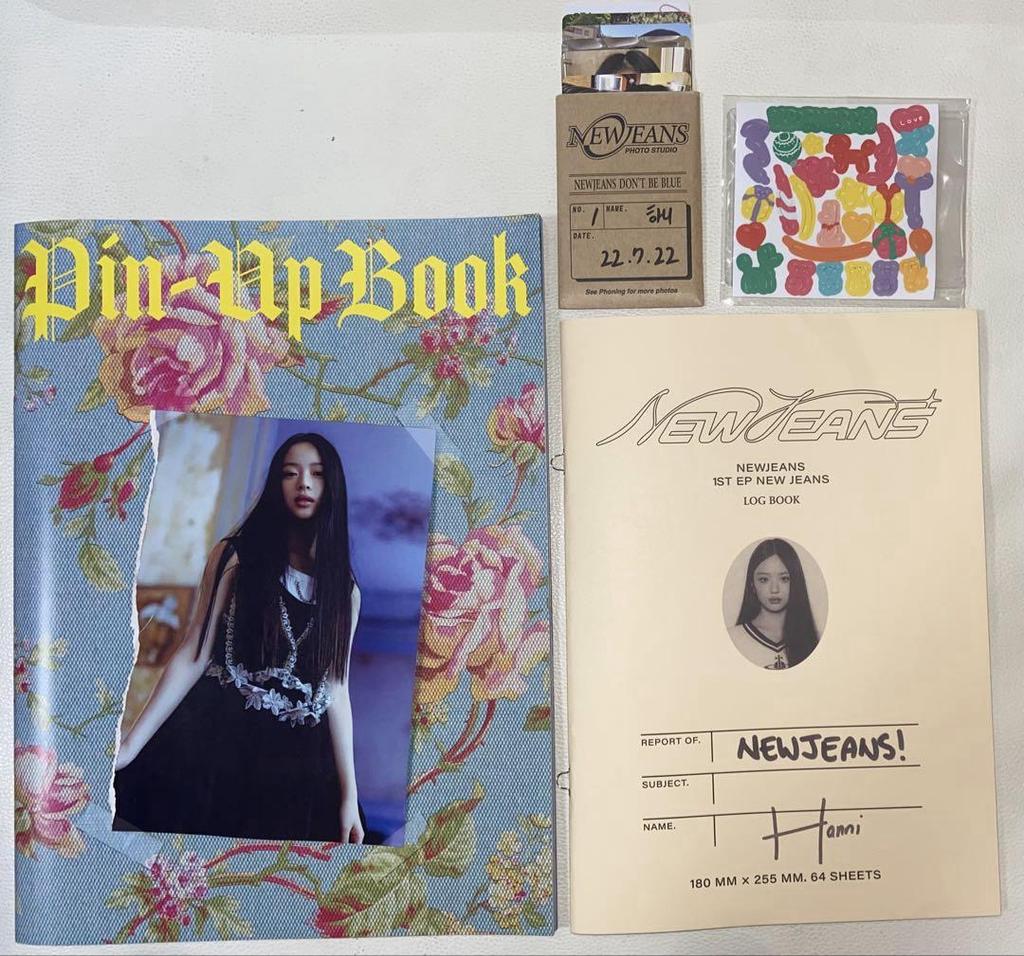 Pin-Up Book
NEWJEANS
PHOTO STUDIO
NEWJEANS DON'T BE BLUE
NO. 1 NAME. 하니
DATE.
22.7.22
See Phoning for more photos
Love
NEWJEANS
NEWJEANS
1ST EP NEW JEANS
LOG BOOK
REPORT OF. NEWJEANS!
SUBJECT.
NAME. Hanni
180 MM × 255 MM. 64 SHEETS